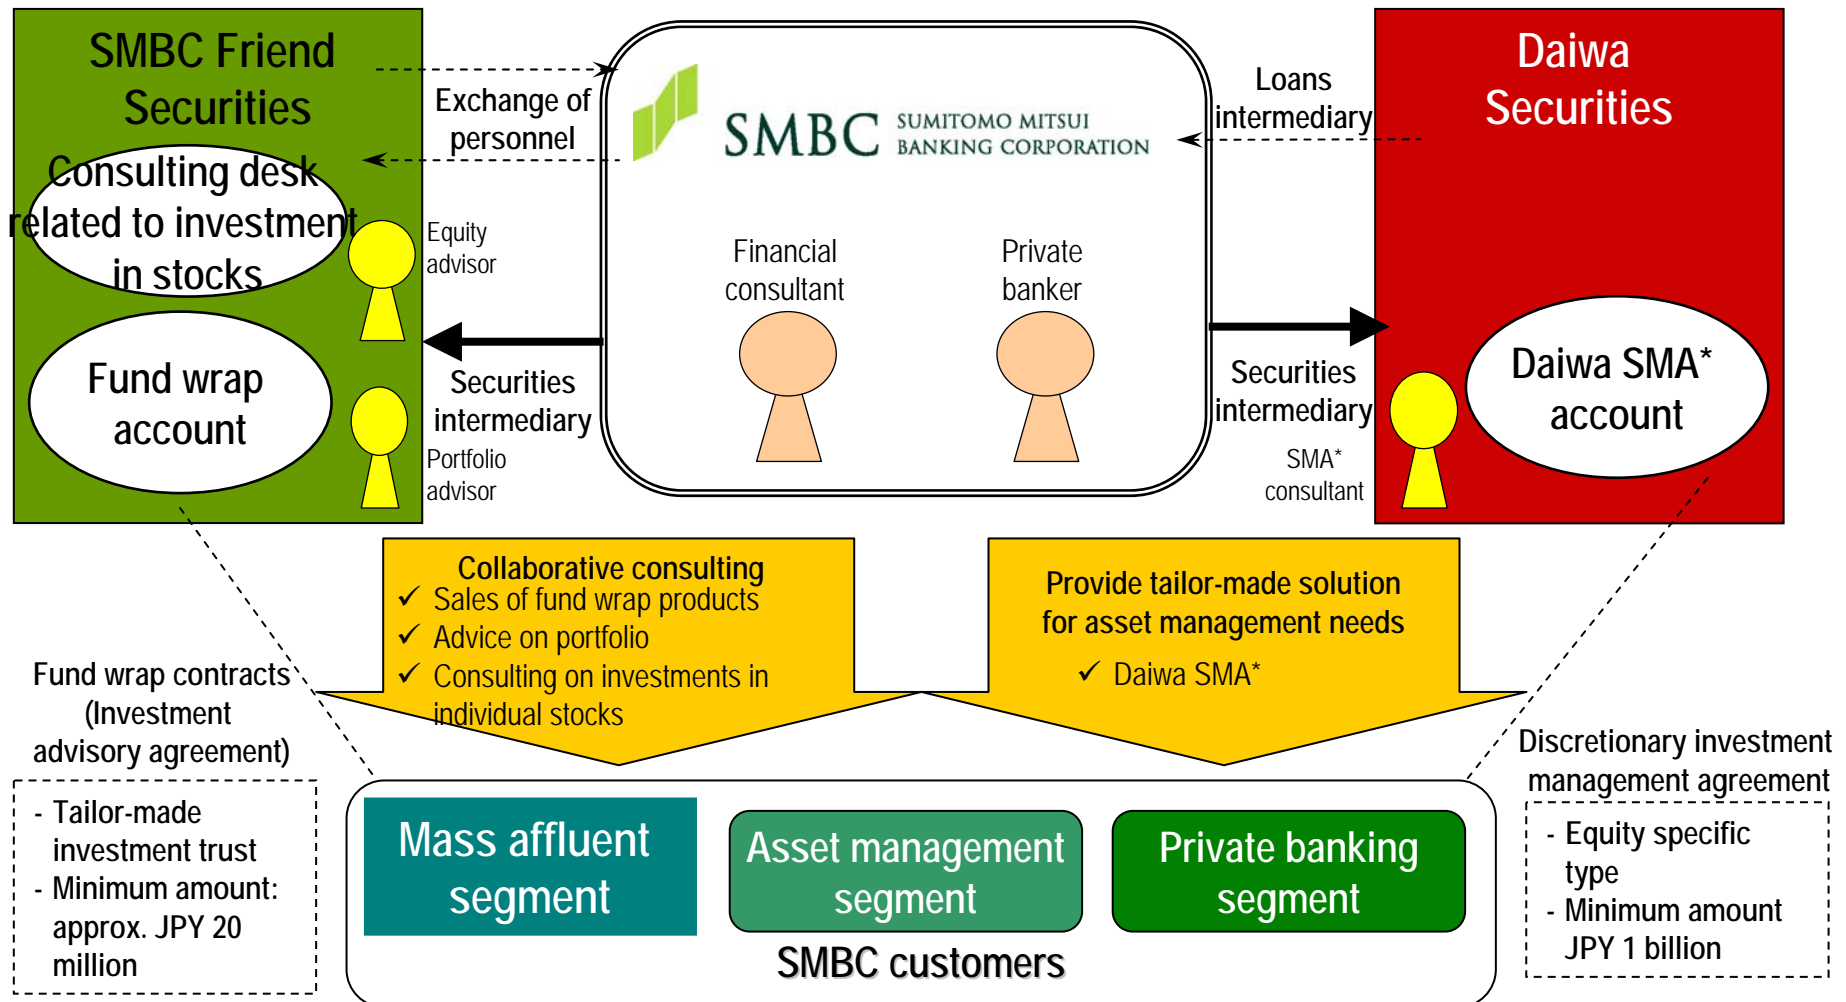 SMBC Friend
Securities
Consulting desk
related to investment
in stocks
Fund wrap
account
Exchange of
personnel
Equity
advisor
Securities
intermediary
Portfolio
advisor
SMBC SUMITOMO MITSUI
BANKING CORPORATION
Financial
consultant
Private
banker
Loans
intermediary
Securities
intermediary
SMA*
consultant
Daiwa
Securities
Daiwa SMA*
account
Collaborative consulting
✓ Sales of fund wrap products
✓ Advice on portfolio
✓ Consulting on investments in
individual stocks
Provide tailor-made solution
for asset management needs
✓ Daiwa SMA*
Fund wrap contracts
(Investment
advisory agreement)
- Tailor-made
investment trust
- Minimum amount:
approx. JPY 20
million
Mass affluent
segment
Asset management
segment
Private banking
segment
SMBC customers
Discretionary investment
management agreement
- Equity specific
type
- Minimum amount
JPY 1 billion